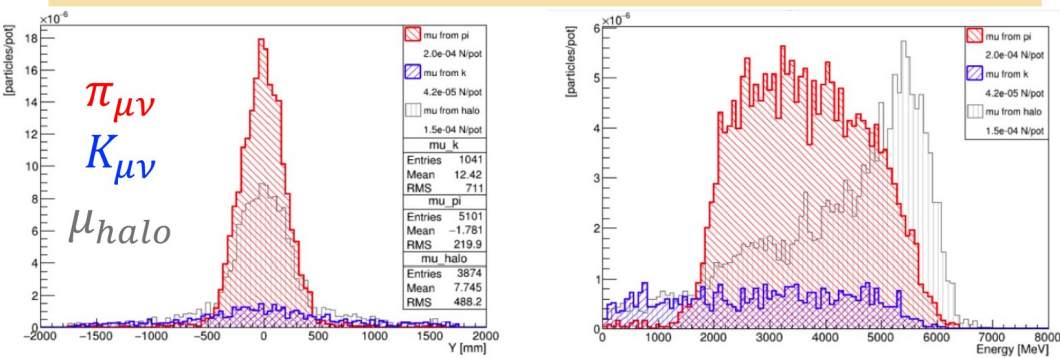 ×10⁻⁶
[particles/pot]
18
16
14
12
10
8
6
4
2
0
−2000
−1500
−1000
−500
0
500
1000
1500
2000
Y [mm]
π_μν
K_μν
μ_halo
mu from pi
2.0e-04 N/pot
mu from k
4.2e-05 N/pot
mu from halo
1.5e-04 N/pot
mu_k
Entries 1041
Mean 12.42
RMS 711
mu_pi
Entries 5101
Mean −1.781
RMS 219.9
mu_halo
Entries 3874
Mean 7.745
RMS 488.2
×10⁻⁶
[particles/pot]
6
5
4
3
2
1
0
0
1000
2000
3000
4000
5000
6000
7000
8000
Energy [MeV]
mu from pi
2.0e-04 N/pot
mu from k
4.2e-05 N/pot
mu from halo
1.5e-04 N/pot